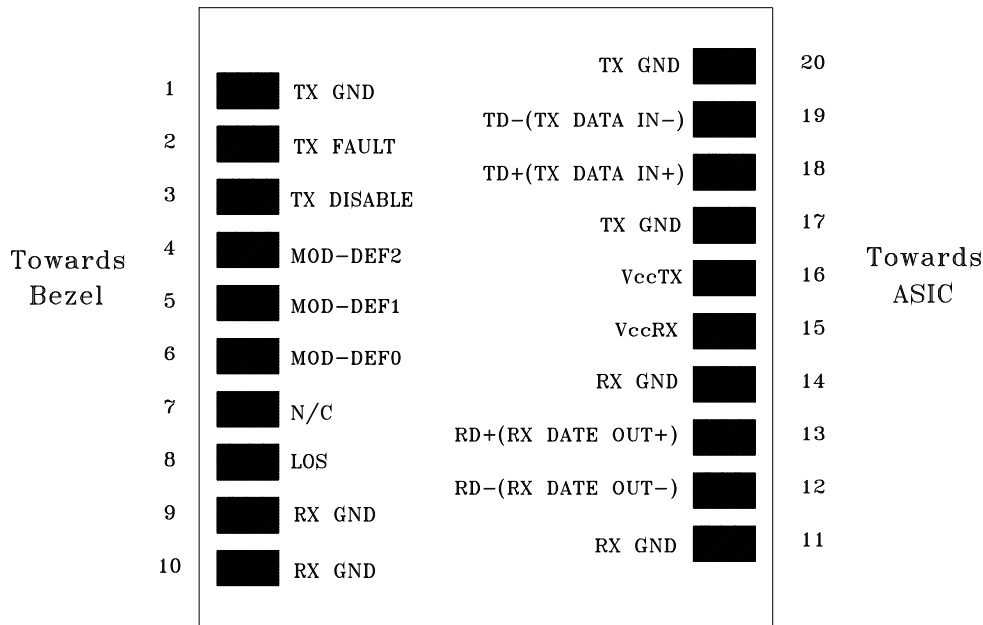 Towards
Bezel
1 TX GND
2 TX FAULT
3 TX DISABLE
4 MOD-DEF2
5 MOD-DEF1
6 MOD-DEF0
7 N/C
8 LOS
9 RX GND
10 RX GND
TX GND 20
TD-(TX DATA IN-) 19
TD+(TX DATA IN+) 18
TX GND 17
VccTX 16
VccRX 15
RX GND 14
RD+(RX DATE OUT+) 13
RD-(RX DATE OUT-) 12
RX GND 11
Towards
ASIC